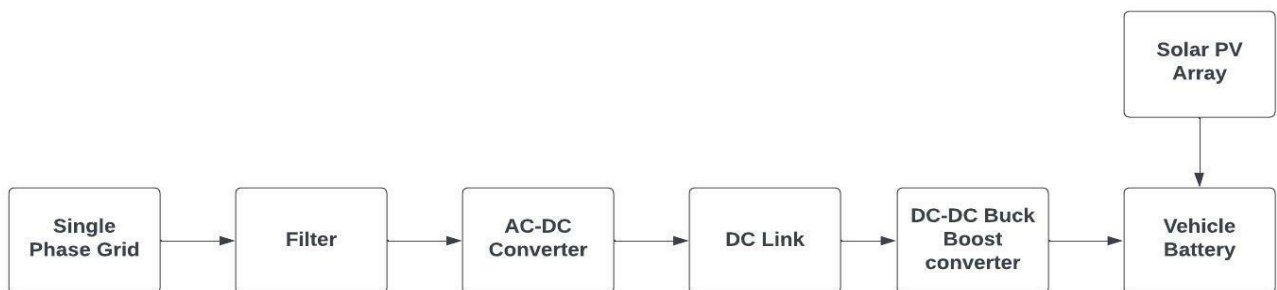 Solar PV
Array
Single
Phase Grid
Filter
AC-DC
Converter
DC Link
DC-DC Buck
Boost
converter
Vehicle
Battery